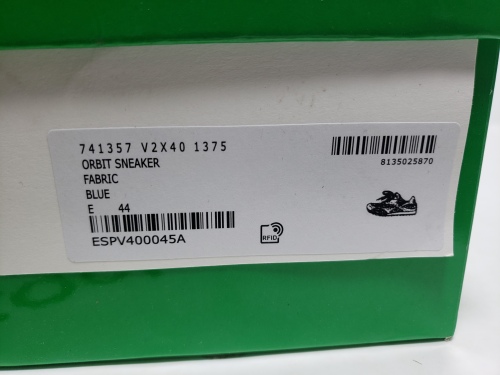 741357 V2X40 1375
ORBIT SNEAKER
FABRIC
BLUE
E 44
ESPV400045A
8135025870
RFID